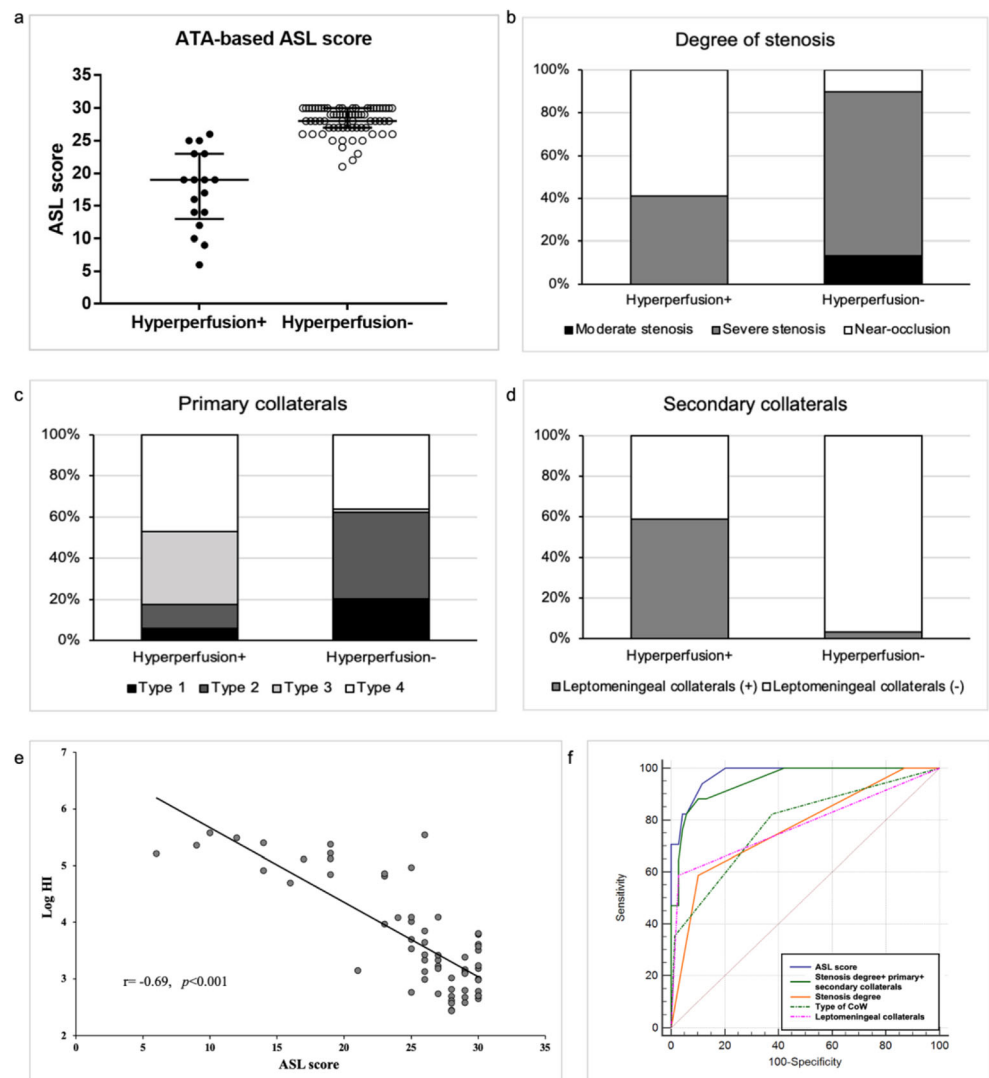 a
ATA-based ASL score
35
30
25
20
15
10
5
0
ASL score
Hyperperfusion+ Hyperperfusion-
b
Degree of stenosis
100%
80%
60%
40%
20%
0%
Hyperperfusion+ Hyperperfusion-
Moderate stenosis Severe stenosis Near-occlusion
c
Primary collaterals
100%
80%
60%
40%
20%
0%
Hyperperfusion+ Hyperperfusion-
Type 1 Type 2 Type 3 Type 4
d
Secondary collaterals
100%
80%
60%
40%
20%
0%
Hyperperfusion+ Hyperperfusion-
Leptomeningeal collaterals (+) Leptomeningeal collaterals (-)
e
7
6
5
4
3
2
Log HI
r= -0.69, p<0.001
5 10 15 20 25 30 35
ASL score
f
100
80
60
40
20
0
Sensitivity
ASL score
Stenosis degree+ primary+
secondary collaterals
Stenosis degree
Type of CoW
Leptomeningeal collaterals
0 20 40 60 80 100
100-Specificity